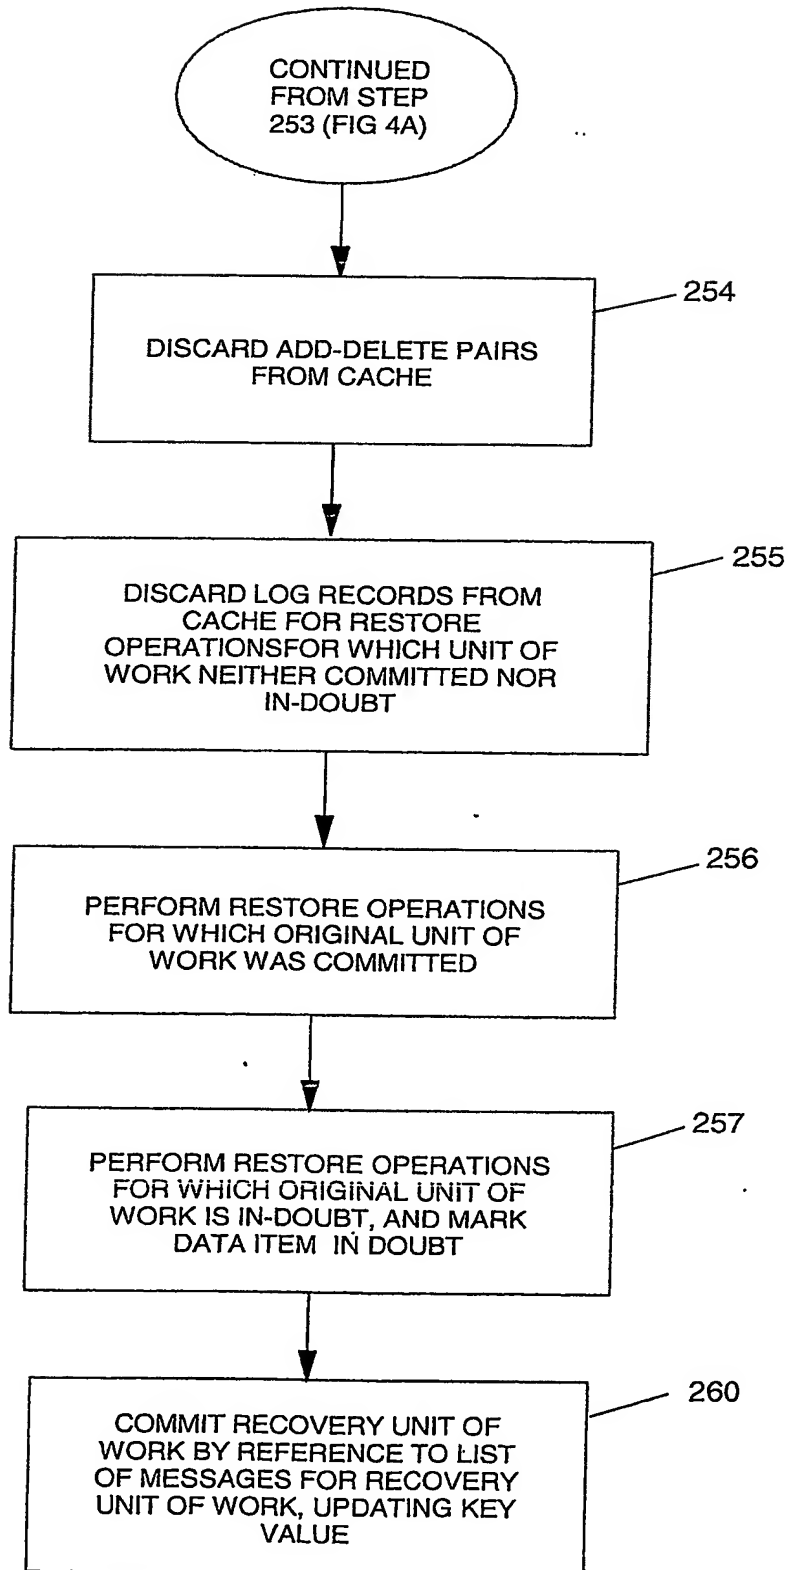 CONTINUED
FROM STEP
253 (FIG 4A)
254
DISCARD ADD-DELETE PAIRS
FROM CACHE
255
DISCARD LOG RECORDS FROM
CACHE FOR RESTORE
OPERATIONSFOR WHICH UNIT OF
WORK NEITHER COMMITTED NOR
IN-DOUBT
256
PERFORM RESTORE OPERATIONS
FOR WHICH ORIGINAL UNIT OF
WORK WAS COMMITTED
257
PERFORM RESTORE OPERATIONS
FOR WHICH ORIGINAL UNIT OF
WORK IS IN-DOUBT, AND MARK
DATA ITEM IN DOUBT
260
COMMIT RECOVERY UNIT OF
WORK BY REFERENCE TO LIST
OF MESSAGES FOR RECOVERY
UNIT OF WORK, UPDATING KEY
VALUE